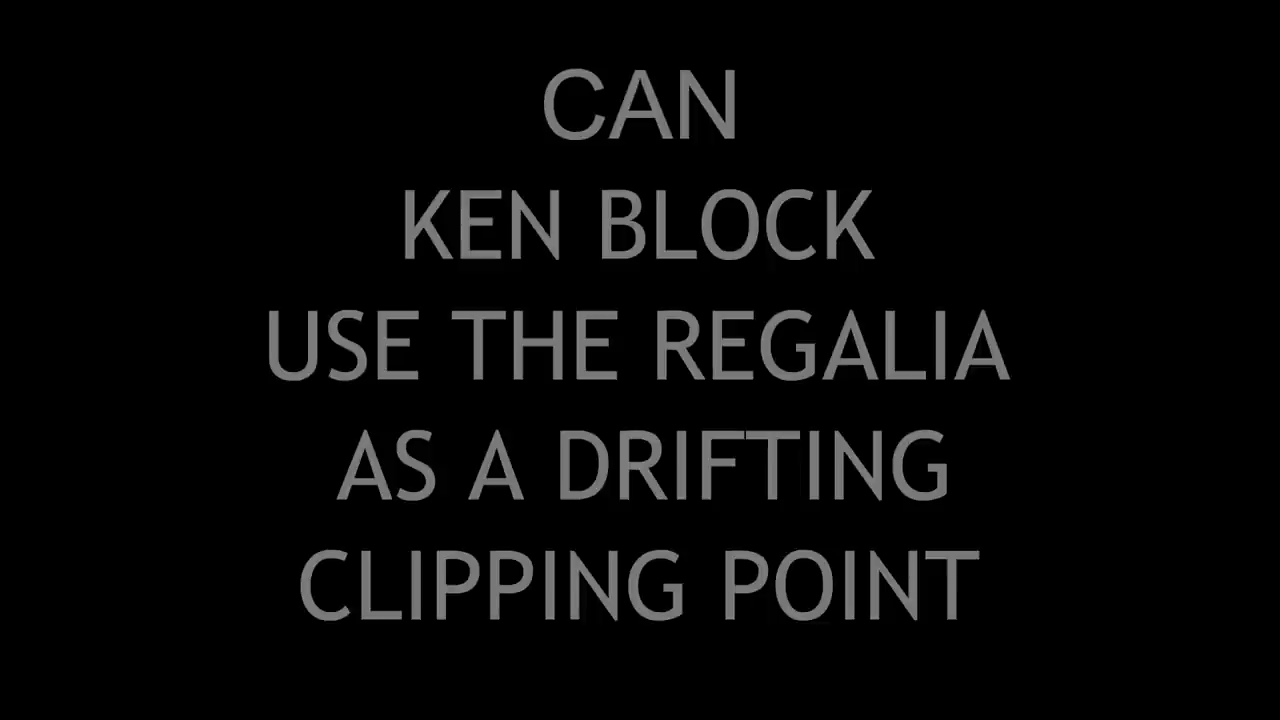 CAN
KEN BLOCK
USE THE REGALIA
AS A DRIFTING
CLIPPING POINT